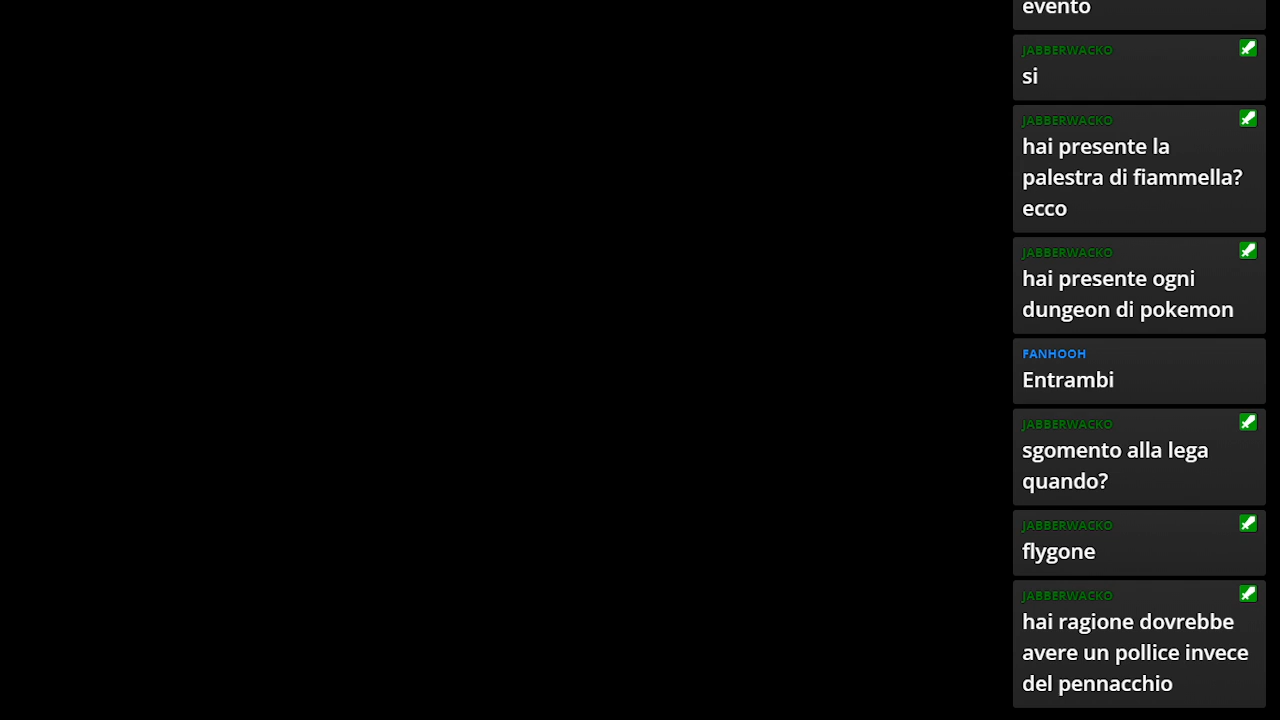 evento
JABBERWACKO
si
JABBERWACKO
hai presente la
palestra di fiammella?
ecco
JABBERWACKO
hai presente ogni
dungeon di pokemon
FANHOOH
Entrambi
JABBERWACKO
sgomento alla lega
quando?
JABBERWACKO
flygone
JABBERWACKO
hai ragione dovrebbe
avere un pollice invece
del pennacchio